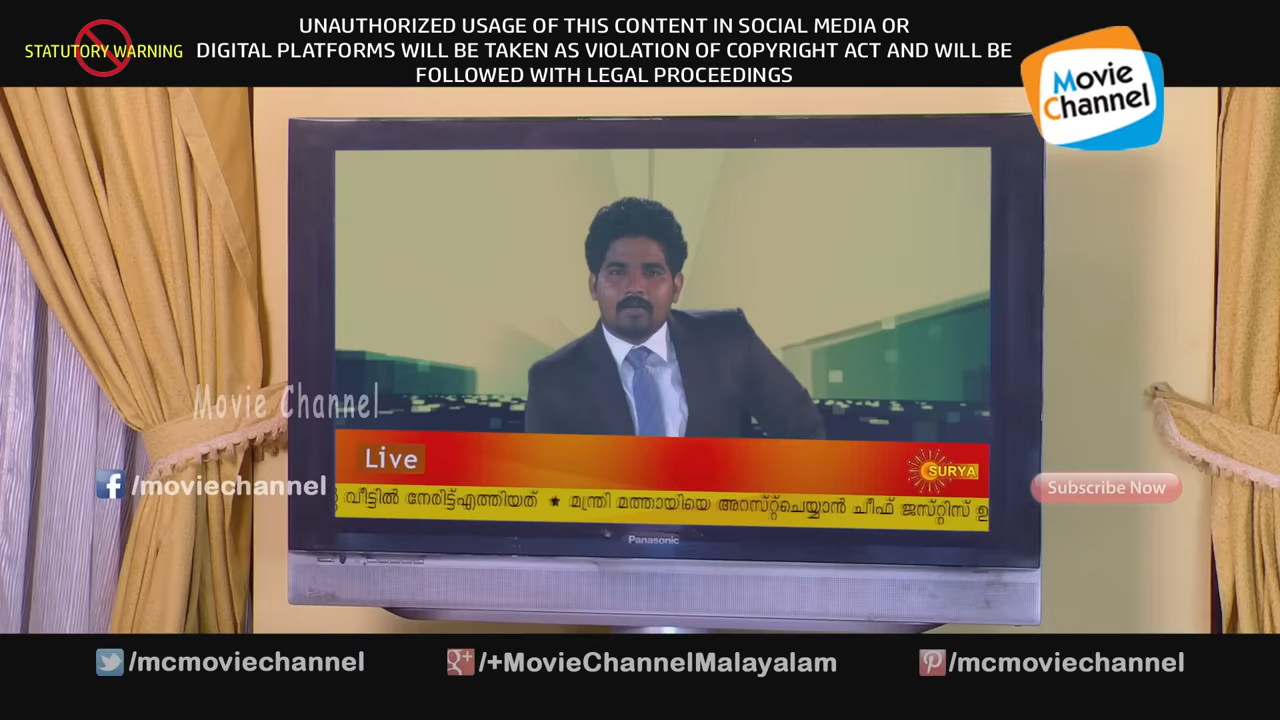 UNAUTHORIZED USAGE OF THIS CONTENT IN SOCIAL MEDIA OR
STATUTORY WARNING DIGITAL PLATFORMS WILL BE TAKEN AS VIOLATION OF COPYRIGHT ACT AND WILL BE
FOLLOWED WITH LEGAL PROCEEDINGS
Movie
Channel
Movie Channel
Live
SURYA
/moviechannel
Subscribe Now
വീട്ടിൽ നേരിട്ട്എത്തിയത് ★ മന്ത്രി മത്തായിയെ അറസ്റ്റ്ചെയ്യാൻ ചീഫ് ജസ്റ്റിസ് ഉ
Panasonic
/mcmoviechannel
/+MovieChannelMalayalam
/mcmoviechannel